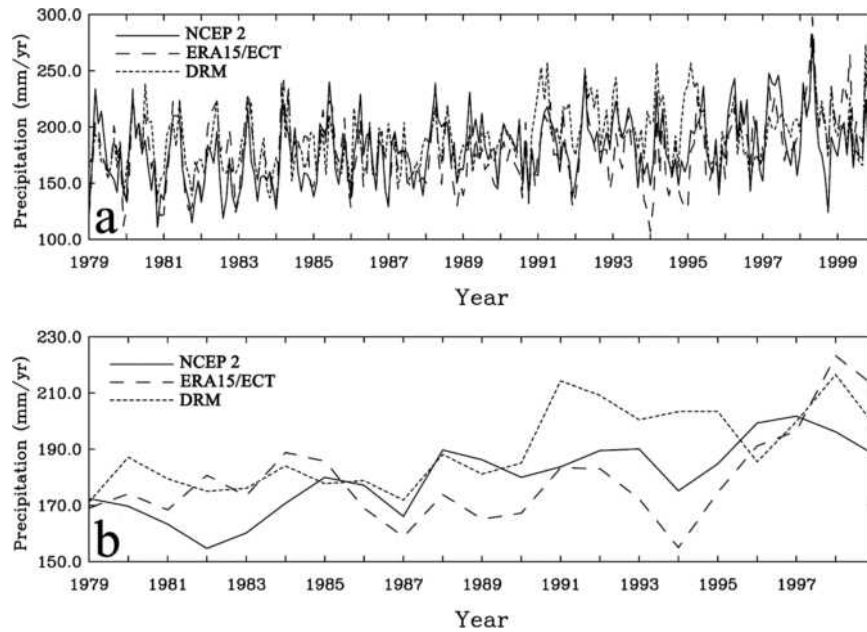 300.0
NCEP 2
ERA15/ECT
DRM
250.0
200.0
150.0
100.0
Precipitation (mm/yr)
a
1979 1981 1983 1985 1987 1989 1991 1993 1995 1997 1999
Year
230.0
NCEP 2
ERA15/ECT
DRM
210.0
190.0
170.0
150.0
Precipitation (mm/yr)
b
1979 1981 1983 1985 1987 1989 1991 1993 1995 1997
Year